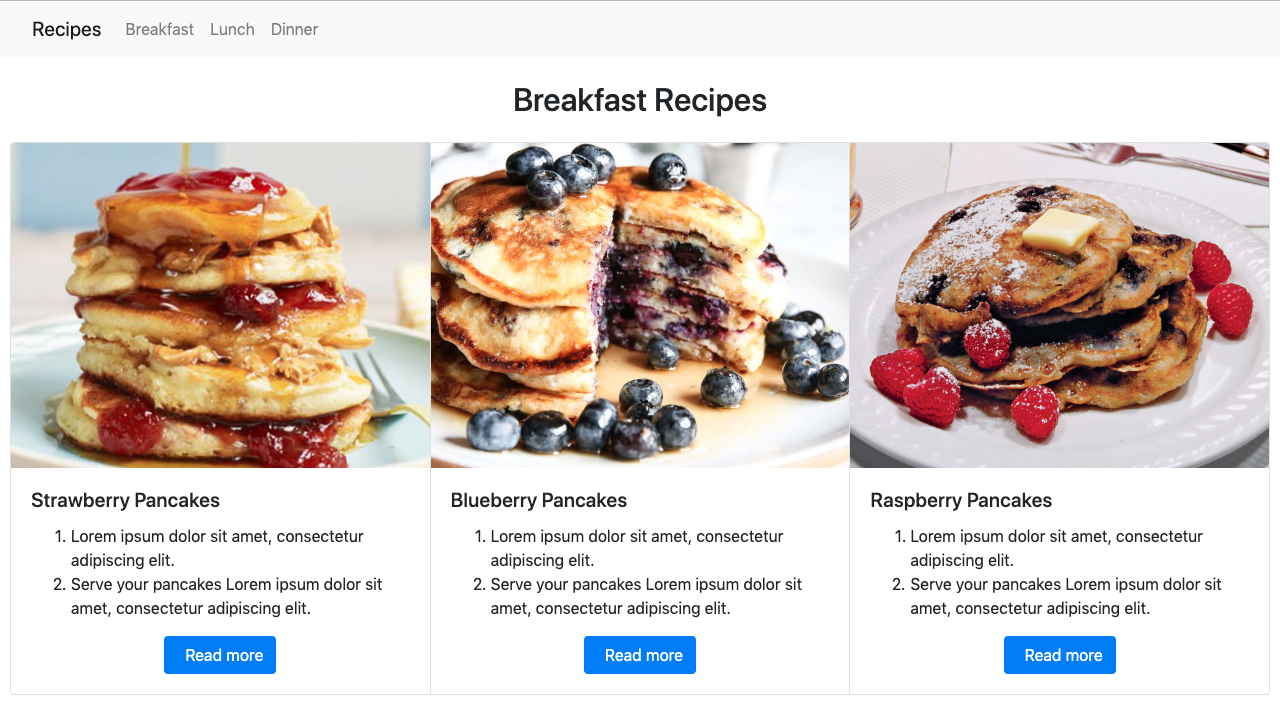 Recipes Breakfast Lunch Dinner
Breakfast Recipes
Strawberry Pancakes
1. Lorem ipsum dolor sit amet, consectetur
adipiscing elit.
2. Serve your pancakes Lorem ipsum dolor sit
amet, consectetur adipiscing elit.
Read more
Blueberry Pancakes
1. Lorem ipsum dolor sit amet, consectetur
adipiscing elit.
2. Serve your pancakes Lorem ipsum dolor sit
amet, consectetur adipiscing elit.
Read more
Raspberry Pancakes
1. Lorem ipsum dolor sit amet, consectetur
adipiscing elit.
2. Serve your pancakes Lorem ipsum dolor sit
amet, consectetur adipiscing elit.
Read more